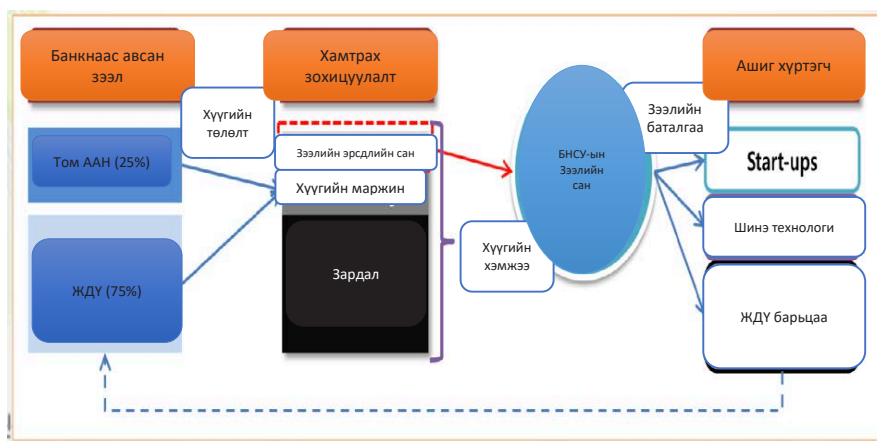 Банкнаас авсан
зээл
Хамтрах
зохицуулалт
Ашиг хүртэгч
Хүүгийн
төлөлт
Зээлийн
баталгаа
Том ААН (25%)
Зээлийн эрсдлийн сан
Хүүгийн маржин
БНСУ-ын
Зээлийн
сан
Start-ups
Шинэ технологи
Хүүгийн
хэмжээ
ЖДҮ (75%)
Зардал
ЖДҮ барьцаа